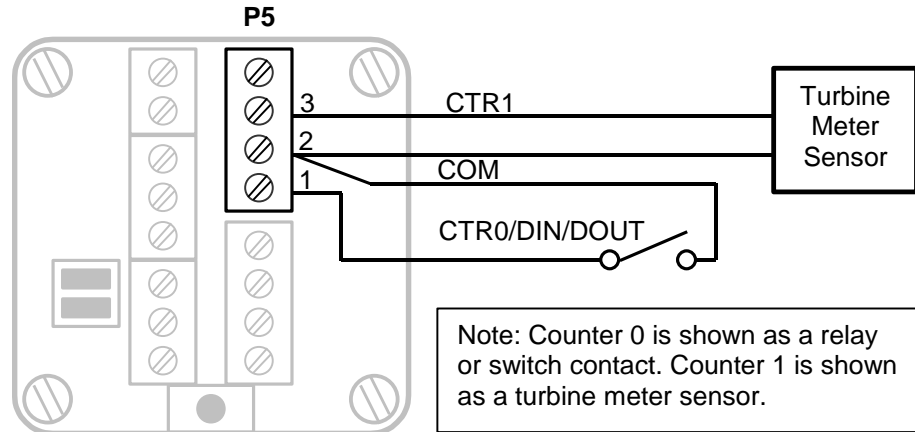 P5
3
CTR1
2
COM
1
CTR0/DIN/DOUT
Turbine
Meter
Sensor
Note: Counter 0 is shown as a relay
or switch contact. Counter 1 is shown
as a turbine meter sensor.